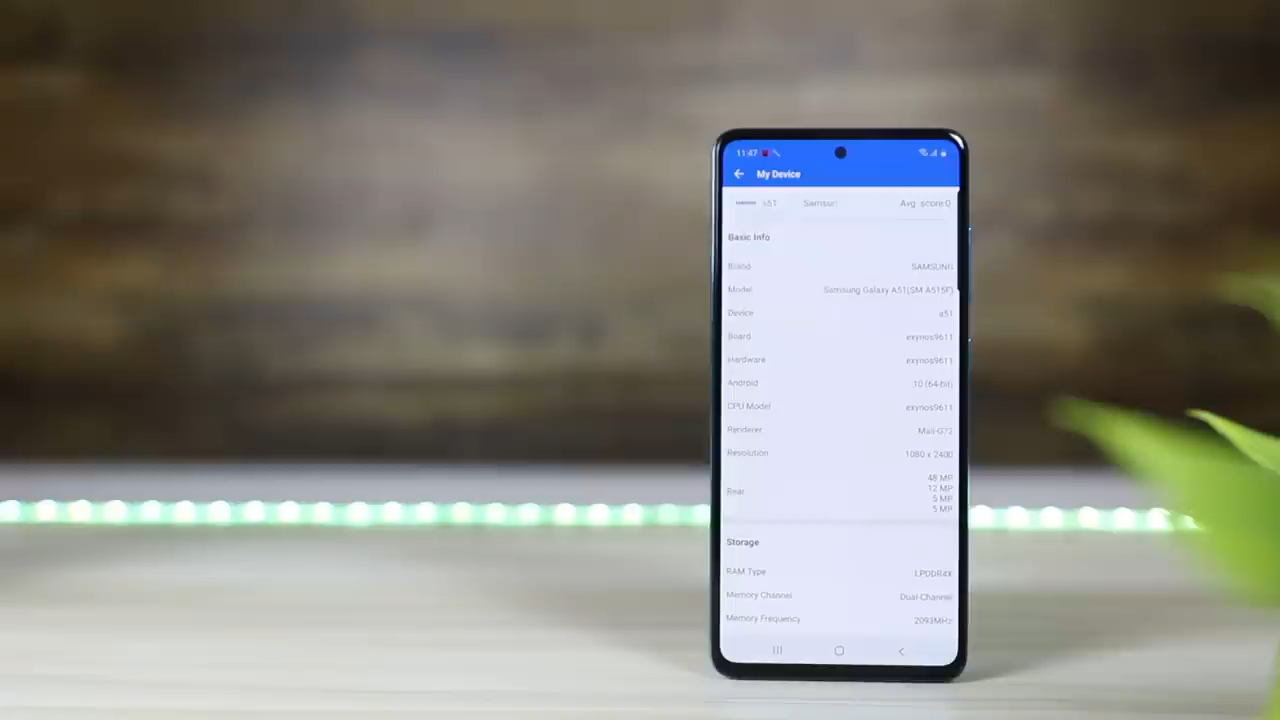 11:47
My Device
a51 Samsun Avg. score:0
Basic Info
Brand SAMSUNG
Model Samsung Galaxy A51(SM A515F)
Device a51
Board exynos9611
Hardware exynos9611
Android 10 (64-bit)
CPU Model exynos9611
Renderer Mali-G72
Resolution 1080 x 2400
Rear 48 MP
12 MP
5 MP
5 MP
Storage
RAM Type LPDDR4X
Memory Channel Dual-Channel
Memory Frequency 2093MHz